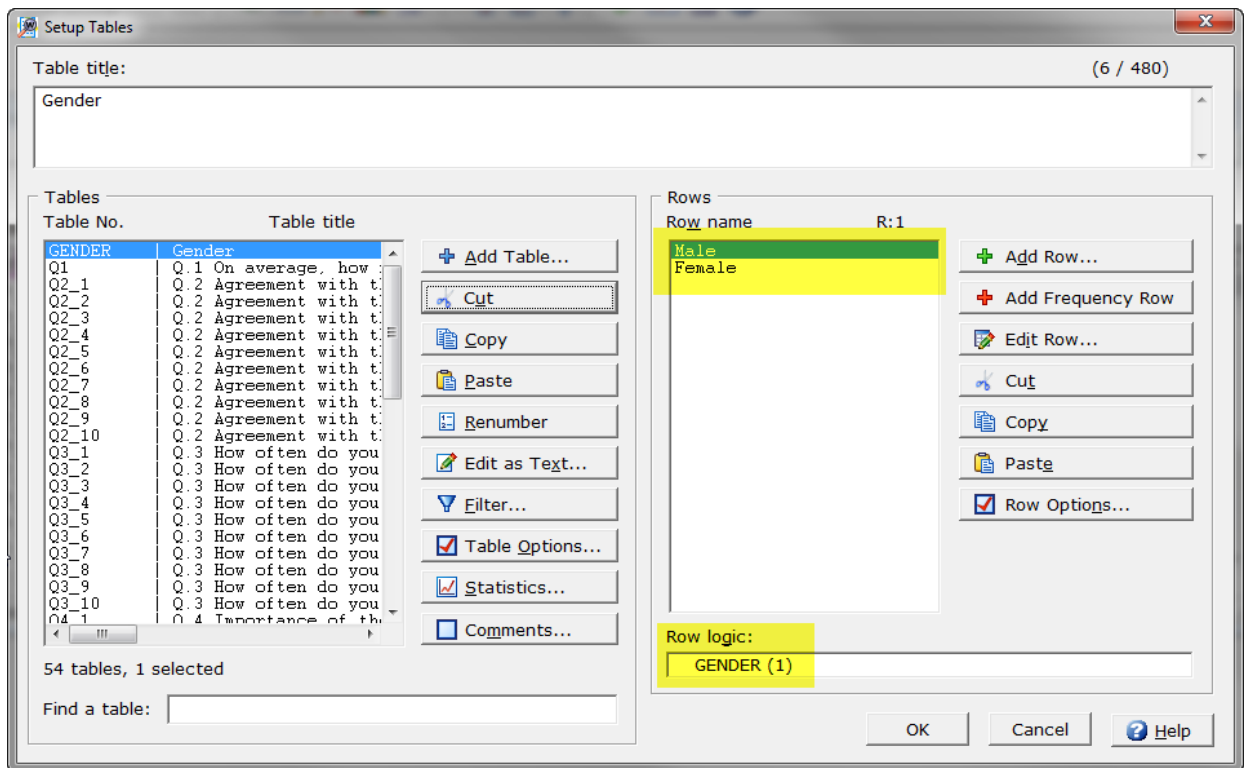 Setup Tables
Table title: (6 / 480)
Gender
Tables
Table No. Table title
GENDER | Gender
Q1 | Q.1 On average, how
Q2_1 | Q.2 Agreement with t
Q2_2 | Q.2 Agreement with t
Q2_3 | Q.2 Agreement with t
Q2_4 | Q.2 Agreement with t
Q2_5 | Q.2 Agreement with t
Q2_6 | Q.2 Agreement with t
Q2_7 | Q.2 Agreement with t
Q2_8 | Q.2 Agreement with t
Q2_9 | Q.2 Agreement with t
Q2_10 | Q.2 Agreement with th
Q3_1 | Q.3 How often do you
Q3_2 | Q.3 How often do you
Q3_3 | Q.3 How often do you
Q3_4 | Q.3 How often do you
Q3_5 | Q.3 How often do you
Q3_6 | Q.3 How often do you
Q3_7 | Q.3 How often do you
Q3_8 | Q.3 How often do you
Q3_9 | Q.3 How often do you
Q3_10 | Q.3 How often do you
Q4_1 | Q.4 Importance of th
Add Table...
Cut
Copy
Paste
Renumber
Edit as Text...
Filter...
Table Options...
Statistics...
Comments...
54 tables, 1 selected
Find a table:
Rows
Row name R:1
Male
Female
Add Row...
Add Frequency Row
Edit Row...
Cut
Copy
Paste
Row Options...
Row logic:
GENDER (1)
OK
Cancel
Help